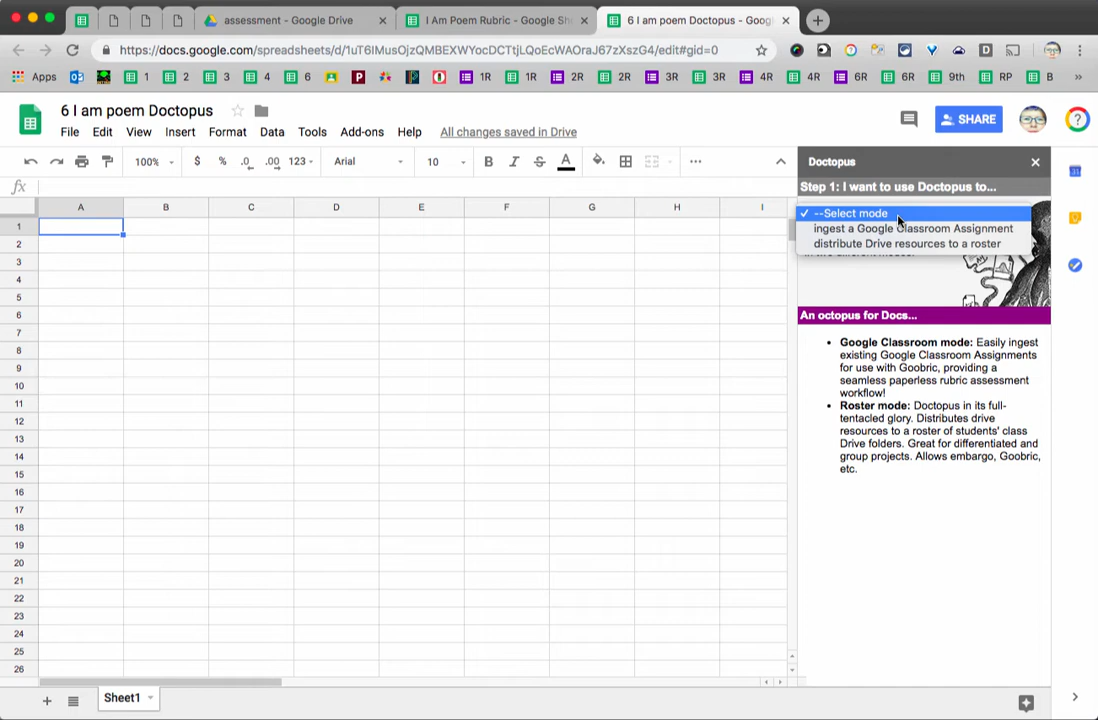 assessment - Google Drive
I Am Poem Rubric - Google She
6 I am poem Doctopus - Goog
https://docs.google.com/spreadsheets/d/1uT6IMusOjzQMBEXWYocDCTtjLQoEcWAOraJ67zXszG4/edit#gid=0
Apps 1 2 3 4 6 1R 1R 2R 2R 3R 3R 4R 4R 6R 6R 9th RP B »
6 I am poem Doctopus
File Edit View Insert Format Data Tools Add-ons Help All changes saved in Drive
SHARE
100% $ % .0 .00 123 Arial 10 B I S A
fx
A B C D E F G H I
1
2
3
4
5
6
7
8
9
10
11
12
13
14
15
16
17
18
19
20
21
22
23
24
25
26
Sheet1
Doctopus
Step 1: I want to use Doctopus to...
✓ --Select mode
ingest a Google Classroom Assignment
distribute Drive resources to a roster
An octopus for Docs...
• Google Classroom mode: Easily ingest
existing Google Classroom Assignments
for use with Goobric, providing a
seamless paperless rubric assessment
workflow!
• Roster mode: Doctopus in its full-
tentacled glory. Distributes drive
resources to a roster of students' class
Drive folders. Great for differentiated and
group projects. Allows embargo, Goobric,
etc.